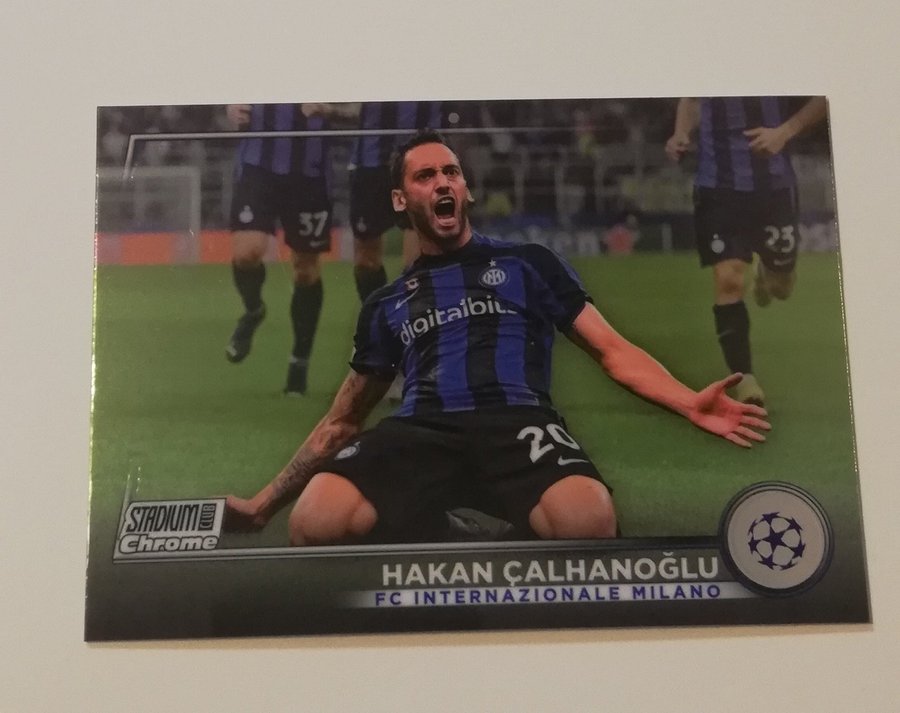 37
23
digitalbits
20
STADIUM CLUB
Chrome
HAKAN ÇALHANOĞLU
FC INTERNAZIONALE MILANO